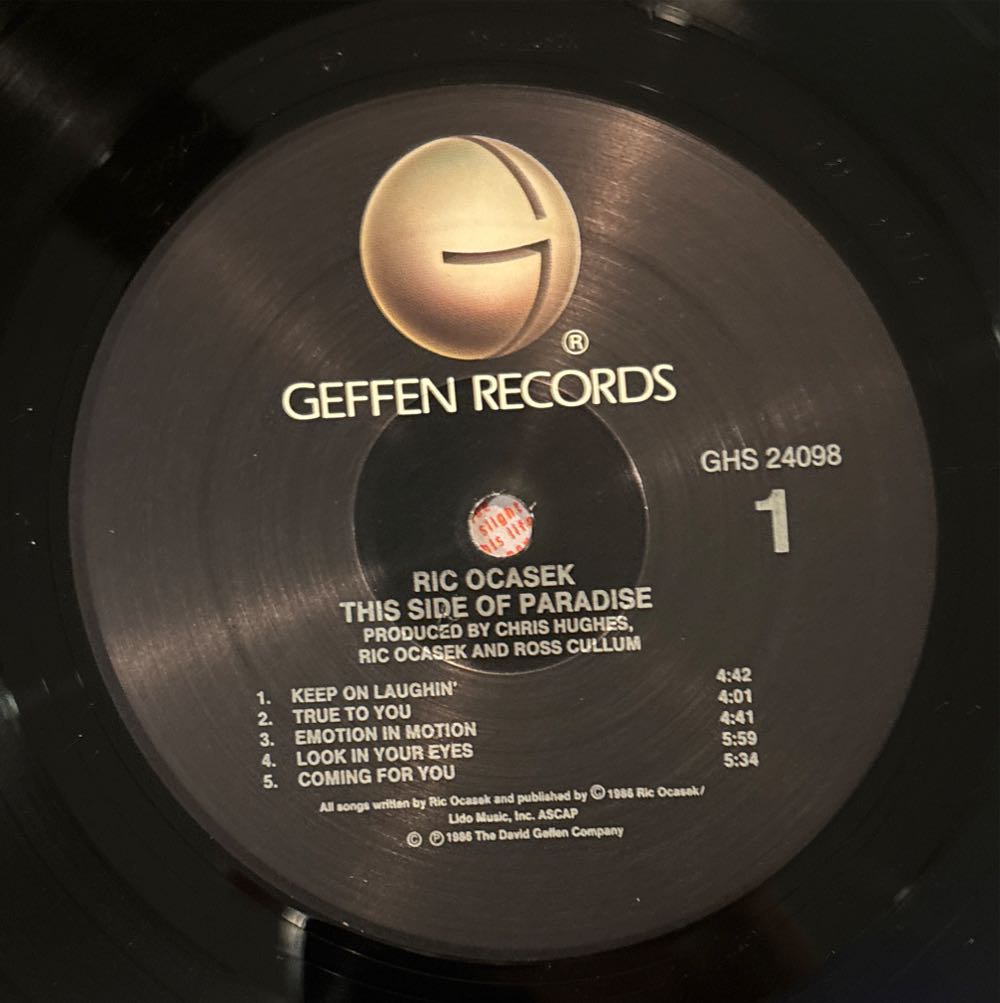 ®
GEFFEN RECORDS
GHS 24098
1
slight
his life
RIC OCASEK
THIS SIDE OF PARADISE
PRODUCED BY CHRIS HUGHES,
RIC OCASEK AND ROSS CULLUM
1. KEEP ON LAUGHIN' 4:42
2. TRUE TO YOU 4:01
3. EMOTION IN MOTION 4:41
4. LOOK IN YOUR EYES 5:59
5. COMING FOR YOU 5:34
All songs written by Ric Ocasek and published by © 1986 Ric Ocasek/
Lido Music, Inc. ASCAP
© ℗ 1986 The David Geffen Company